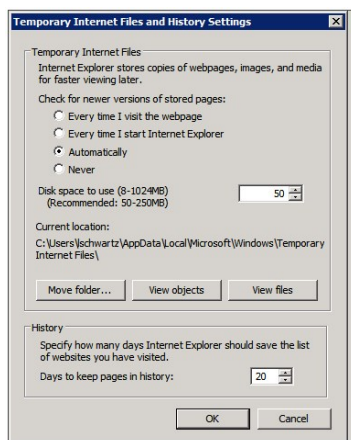 Temporary Internet Files and History Settings
Temporary Internet Files
Internet Explorer stores copies of webpages, images, and media
for faster viewing later.
Check for newer versions of stored pages:
Every time I visit the webpage
Every time I start Internet Explorer
Automatically
Never
Disk space to use (8-1024MB)
(Recommended: 50-250MB)
50
Current location:
C:\Users\lschwartz\AppData\Local\Microsoft\Windows\Temporary
Internet Files\
Move folder... View objects View files
History
Specify how many days Internet Explorer should save the list
of websites you have visited.
Days to keep pages in history: 20
OK Cancel